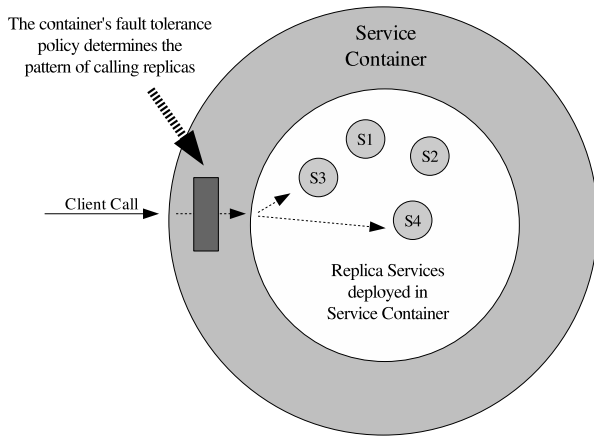 The container's fault tolerance
policy determines the
pattern of calling replicas
Service
Container
S1
S2
S3
S4
Client Call
Replica Services
deployed in
Service Container